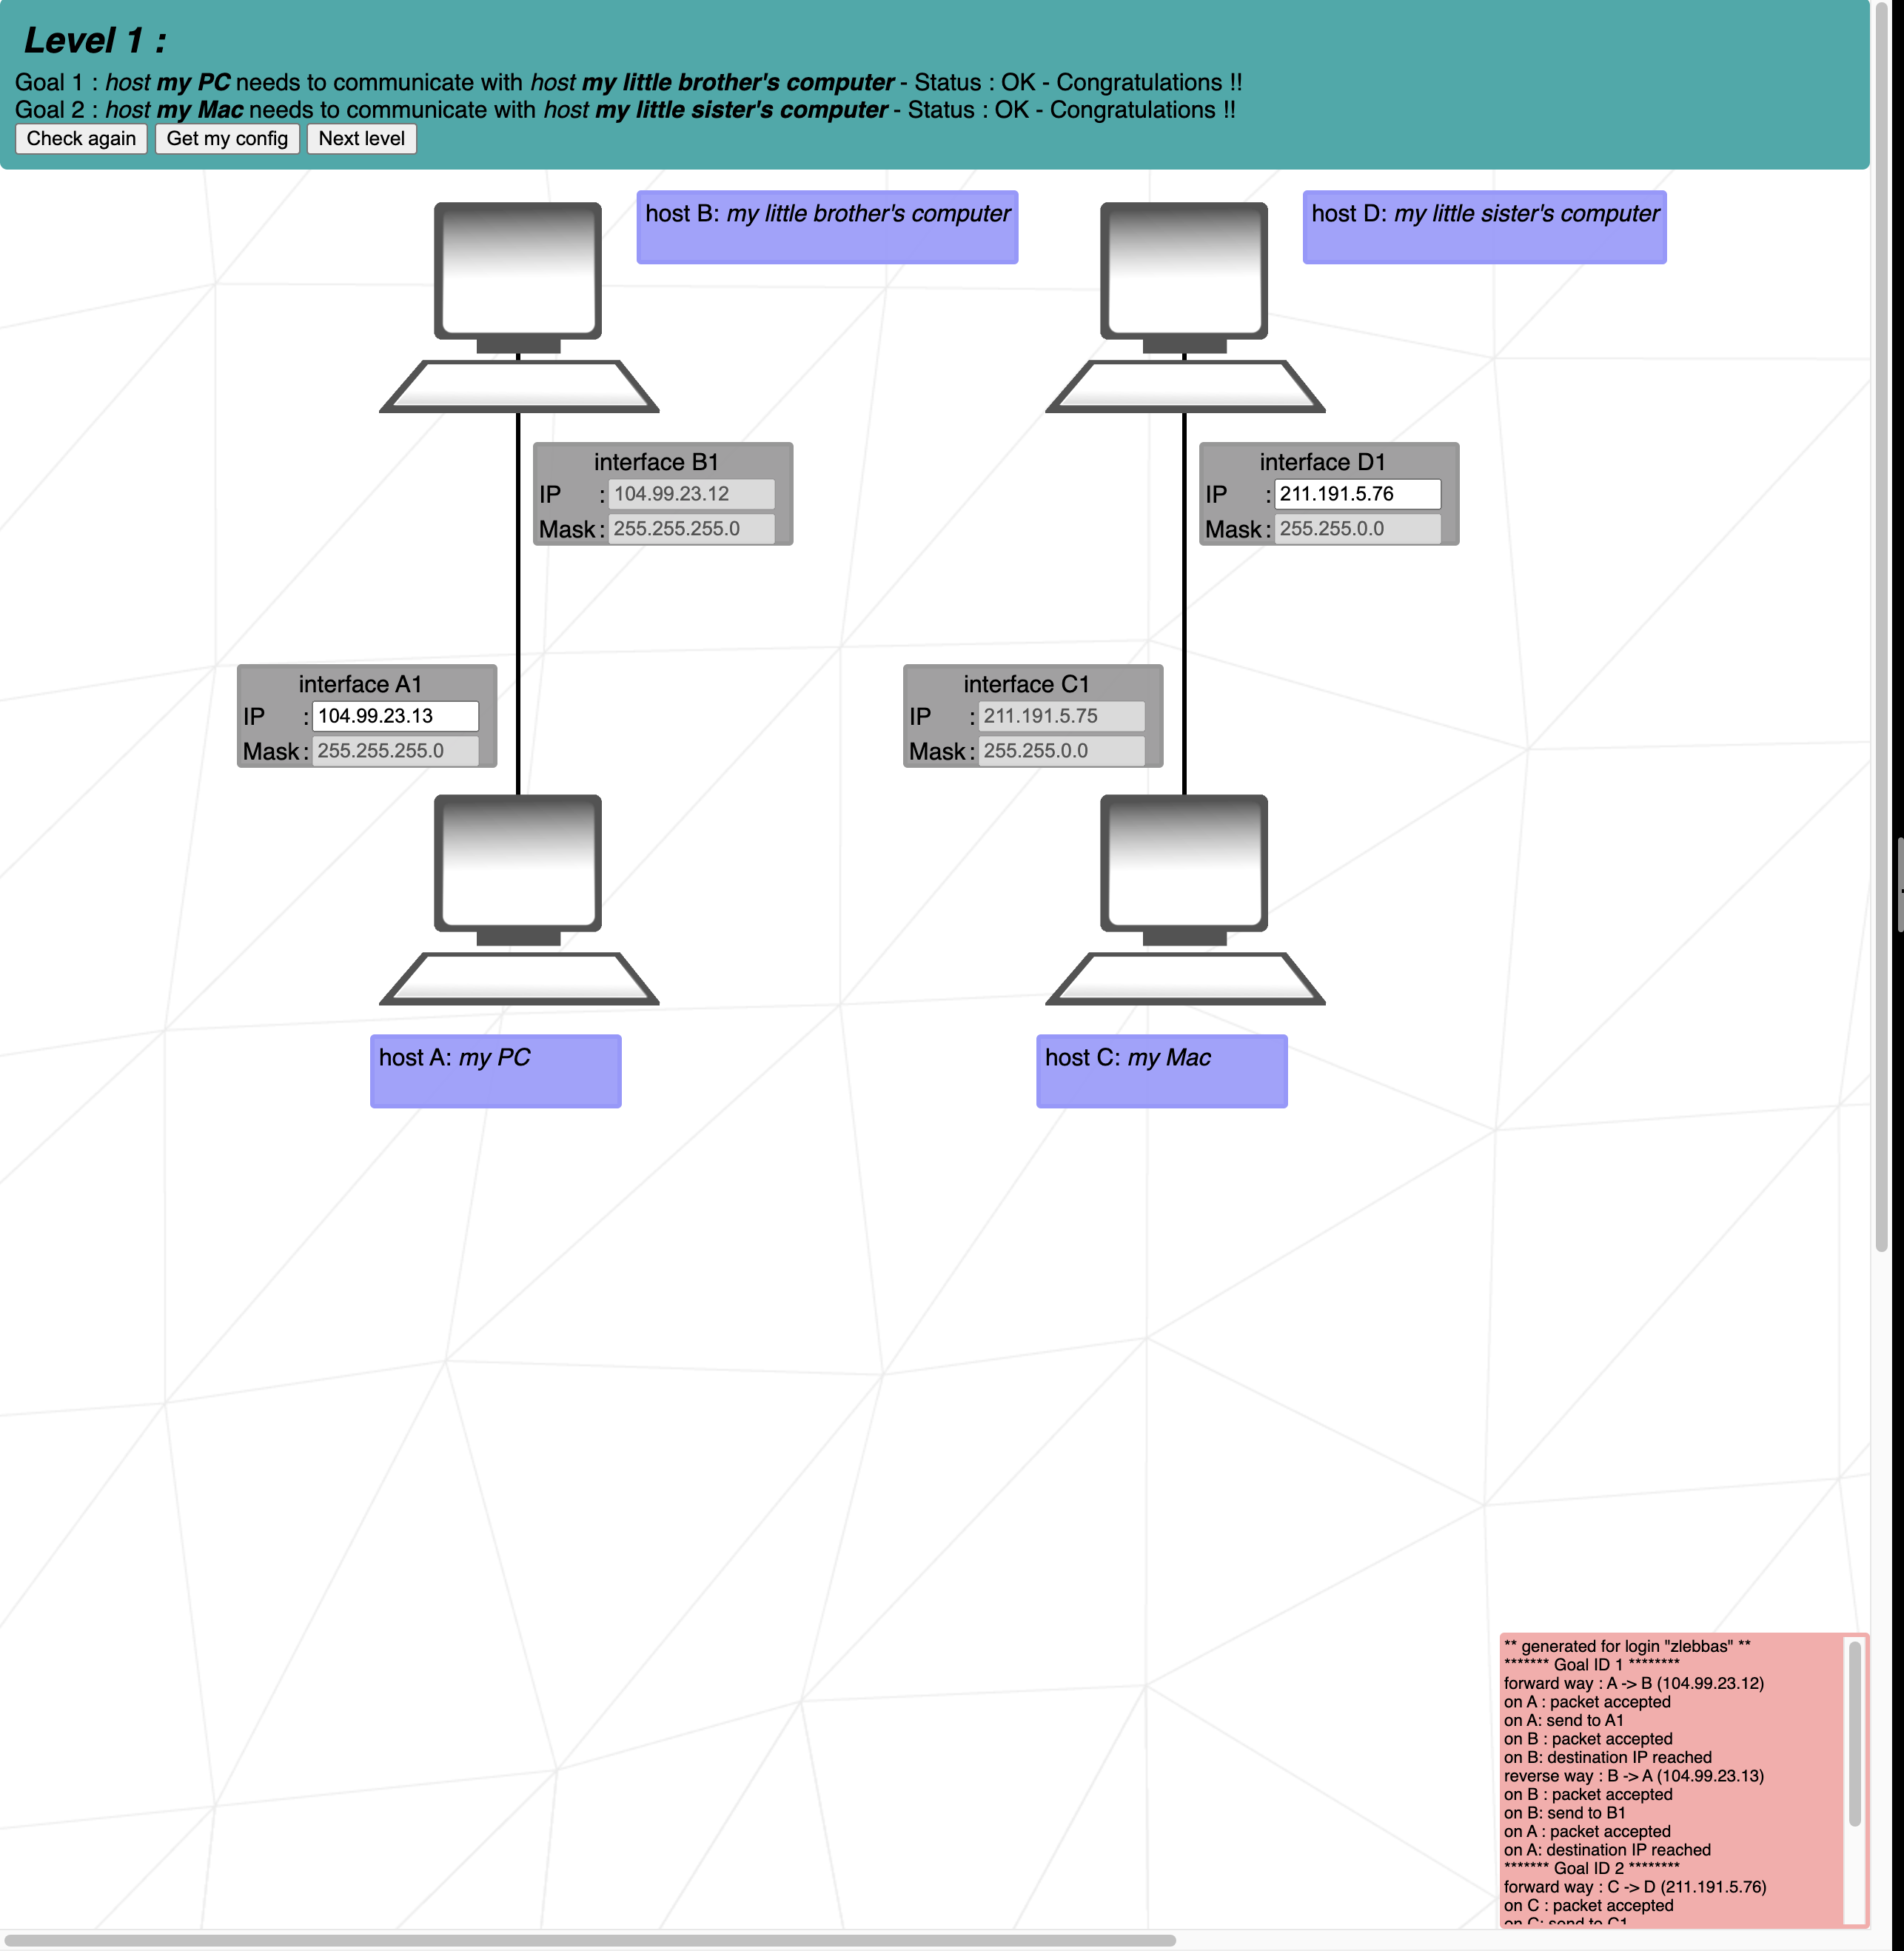 Level 1 :
Goal 1 : host my PC needs to communicate with host my little brother's computer - Status : OK - Congratulations !!
Goal 2 : host my Mac needs to communicate with host my little sister's computer - Status : OK - Congratulations !!
Check again Get my config Next level
host B: my little brother's computer
host D: my little sister's computer
interface B1
IP : 104.99.23.12
Mask : 255.255.255.0
interface D1
IP : 211.191.5.76
Mask : 255.255.0.0
interface A1
IP : 104.99.23.13
Mask : 255.255.255.0
interface C1
IP : 211.191.5.75
Mask : 255.255.0.0
host A: my PC
host C: my Mac
** generated for login "zlebbas" **
******* Goal ID 1 ********
forward way : A -> B (104.99.23.12)
on A : packet accepted
on A: send to A1
on B : packet accepted
on B: destination IP reached
reverse way : B -> A (104.99.23.13)
on B : packet accepted
on B: send to B1
on A : packet accepted
on A: destination IP reached
******* Goal ID 2 ********
forward way : C -> D (211.191.5.76)
on C : packet accepted
on C: send to C1